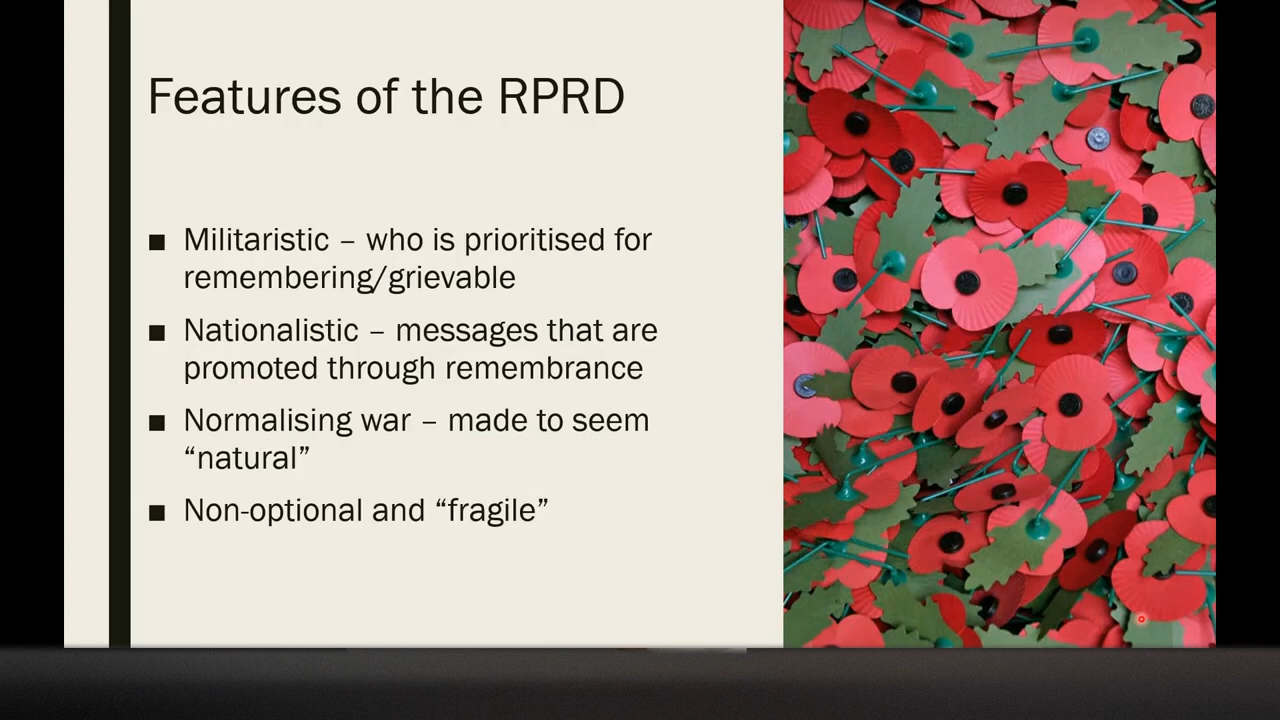 Features of the RPRD
■ Militaristic – who is prioritised for
remembering/grievable
■ Nationalistic – messages that are
promoted through remembrance
■ Normalising war – made to seem
“natural”
■ Non-optional and “fragile”